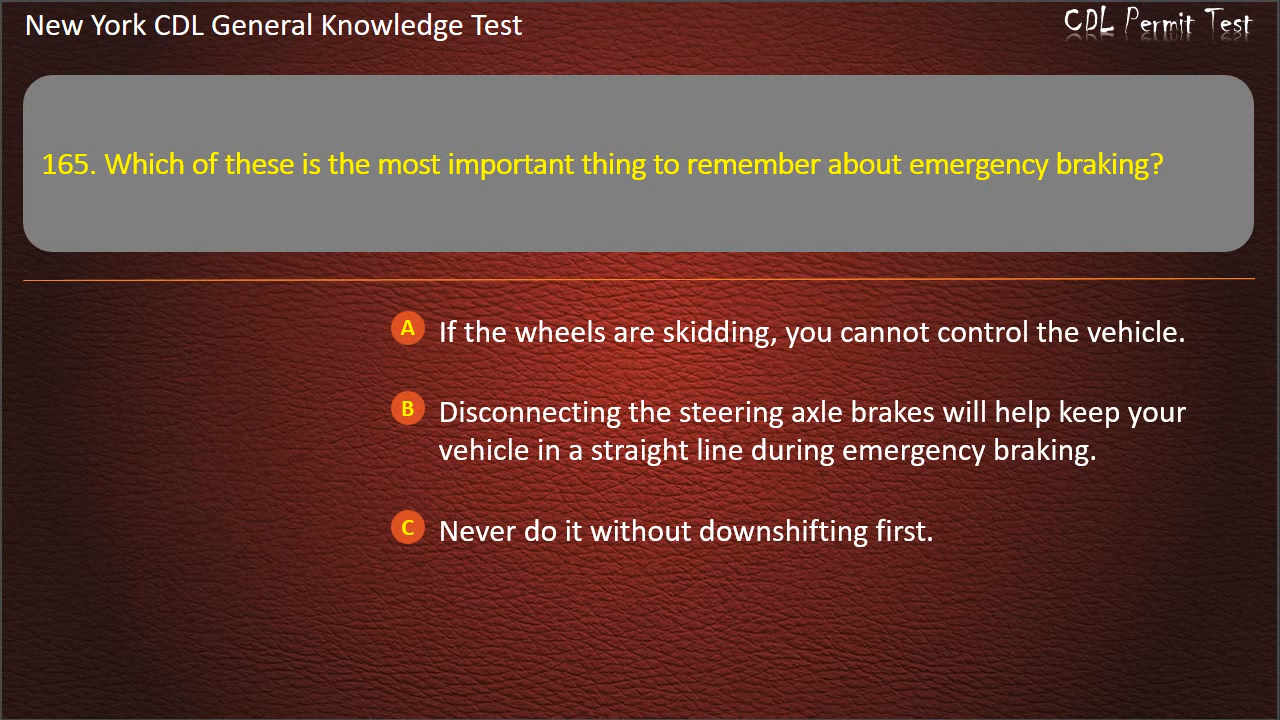 New York CDL General Knowledge Test
CDL Permit Test
165. Which of these is the most important thing to remember about emergency braking?
A If the wheels are skidding, you cannot control the vehicle.
B Disconnecting the steering axle brakes will help keep your
vehicle in a straight line during emergency braking.
C Never do it without downshifting first.